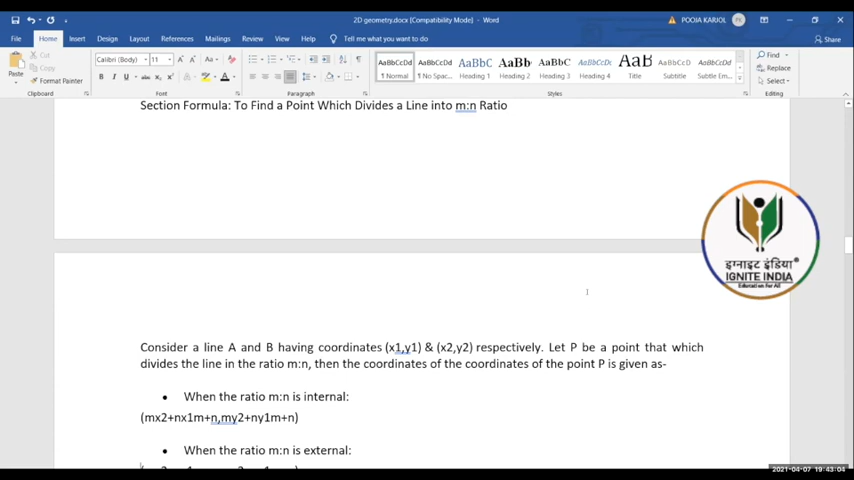 2D geometry.docx [Compatibility Mode] - Word
POOJA KARJOL
PK
File Home Insert Design Layout References Mailings Review View Help Tell me what you want to do
Share
Paste
Cut
Copy
Format Painter
Clipboard
Calibri (Body) 11
Font
Paragraph
AaBbCcDd AaBbCcDd AaBbC AaBb( AaBbC AaBbCcDd AaB AaBbCcDd AaBbCcDd
¶ Normal ¶ No Spac... Heading 1 Heading 2 Heading 3 Heading 4 Title Subtitle Subtle Em...
Styles
Find
Replace
Select
Editing
Section Formula: To Find a Point Which Divides a Line into m:n Ratio
इग्नाइट इंडिया
IGNITE INDIA
Education For All
Consider a line A and B having coordinates (x1,y1) & (x2,y2) respectively. Let P be a point that which
divides the line in the ratio m:n, then the coordinates of the coordinates of the point P is given as-
• When the ratio m:n is internal:
(mx2+nx1m+n,my2+ny1m+n)
• When the ratio m:n is external:
2021-04-07 19:43:04